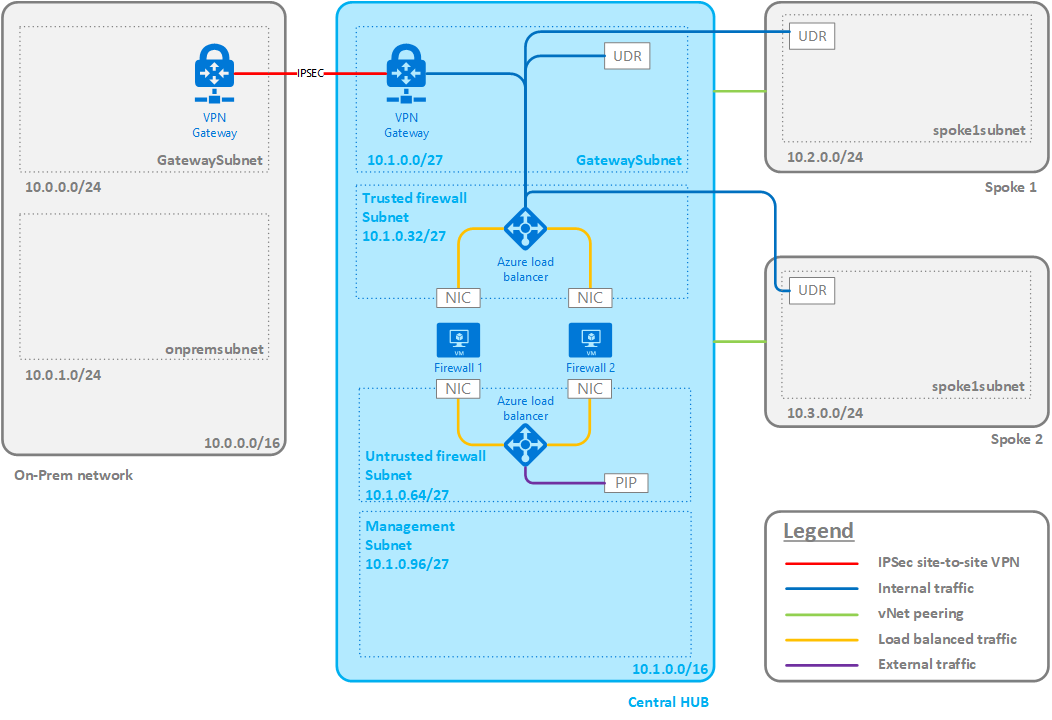 VPN
Gateway
GatewaySubnet
10.0.0.0/24
onpremsubnet
10.0.1.0/24
10.0.0.0/16
On-Prem network
IPSEC
VPN
Gateway
10.1.0.0/27
UDR
GatewaySubnet
Trusted firewall
Subnet
10.1.0.32/27
Azure load
balancer
NIC
NIC
VM
VM
Firewall 1
Firewall 2
NIC
NIC
Azure load
balancer
Untrusted firewall
Subnet
10.1.0.64/27
PIP
Management
Subnet
10.1.0.96/27
10.1.0.0/16
Central HUB
UDR
spoke1subnet
10.2.0.0/24
Spoke 1
UDR
spoke1subnet
10.3.0.0/24
Spoke 2
Legend
IPSec site-to-site VPN
Internal traffic
vNet peering
Load balanced traffic
External traffic